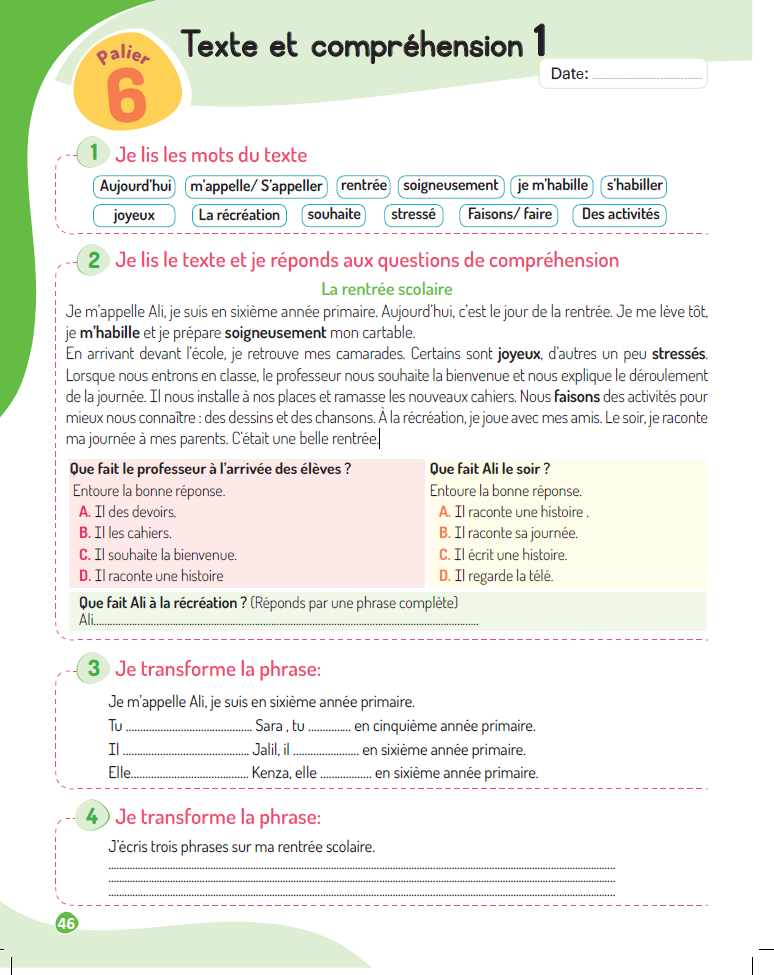 Palier
6
Texte et compréhension 1
Date: ........................................
1 Je lis les mots du texte
Aujourd'hui m'appelle/ S'appeller rentrée soigneusement je m'habille s'habiller
joyeux La récréation souhaite stressé Faisons/ faire Des activités
2 Je lis le texte et je réponds aux questions de compréhension
La rentrée scolaire
Je m'appelle Ali, je suis en sixième année primaire. Aujourd'hui, c'est le jour de la rentrée. Je me lève tôt,
je m'habille et je prépare soigneusement mon cartable.
En arrivant devant l'école, je retrouve mes camarades. Certains sont joyeux, d'autres un peu stressés.
Lorsque nous entrons en classe, le professeur nous souhaite la bienvenue et nous explique le déroulement
de la journée. Il nous installe à nos places et ramasse les nouveaux cahiers. Nous faisons des activités pour
mieux nous connaître : des dessins et des chansons. À la récréation, je joue avec mes amis. Le soir, je raconte
ma journée à mes parents. C'était une belle rentrée.
Que fait le professeur à l'arrivée des élèves ?
Entoure la bonne réponse.
A. Il des devoirs.
B. Il les cahiers.
C. Il souhaite la bienvenue.
D. Il raconte une histoire
Que fait Ali le soir ?
Entoure la bonne réponse.
A. Il raconte une histoire .
B. Il raconte sa journée.
C. Il écrit une histoire.
D. Il regarde la télé.
Que fait Ali à la récréation ? (Réponds par une phrase complète)
Ali........................................................................
3 Je transforme la phrase:
Je m'appelle Ali, je suis en sixième année primaire.
Tu ........................................ Sara , tu .............. en cinquième année primaire.
Il ........................................ Jalil, il ..................... en sixième année primaire.
Elle...................................... Kenza, elle ................. en sixième année primaire.
4 Je transforme la phrase:
J'écris trois phrases sur ma rentrée scolaire.
........................................................................
........................................................................
........................................................................
46